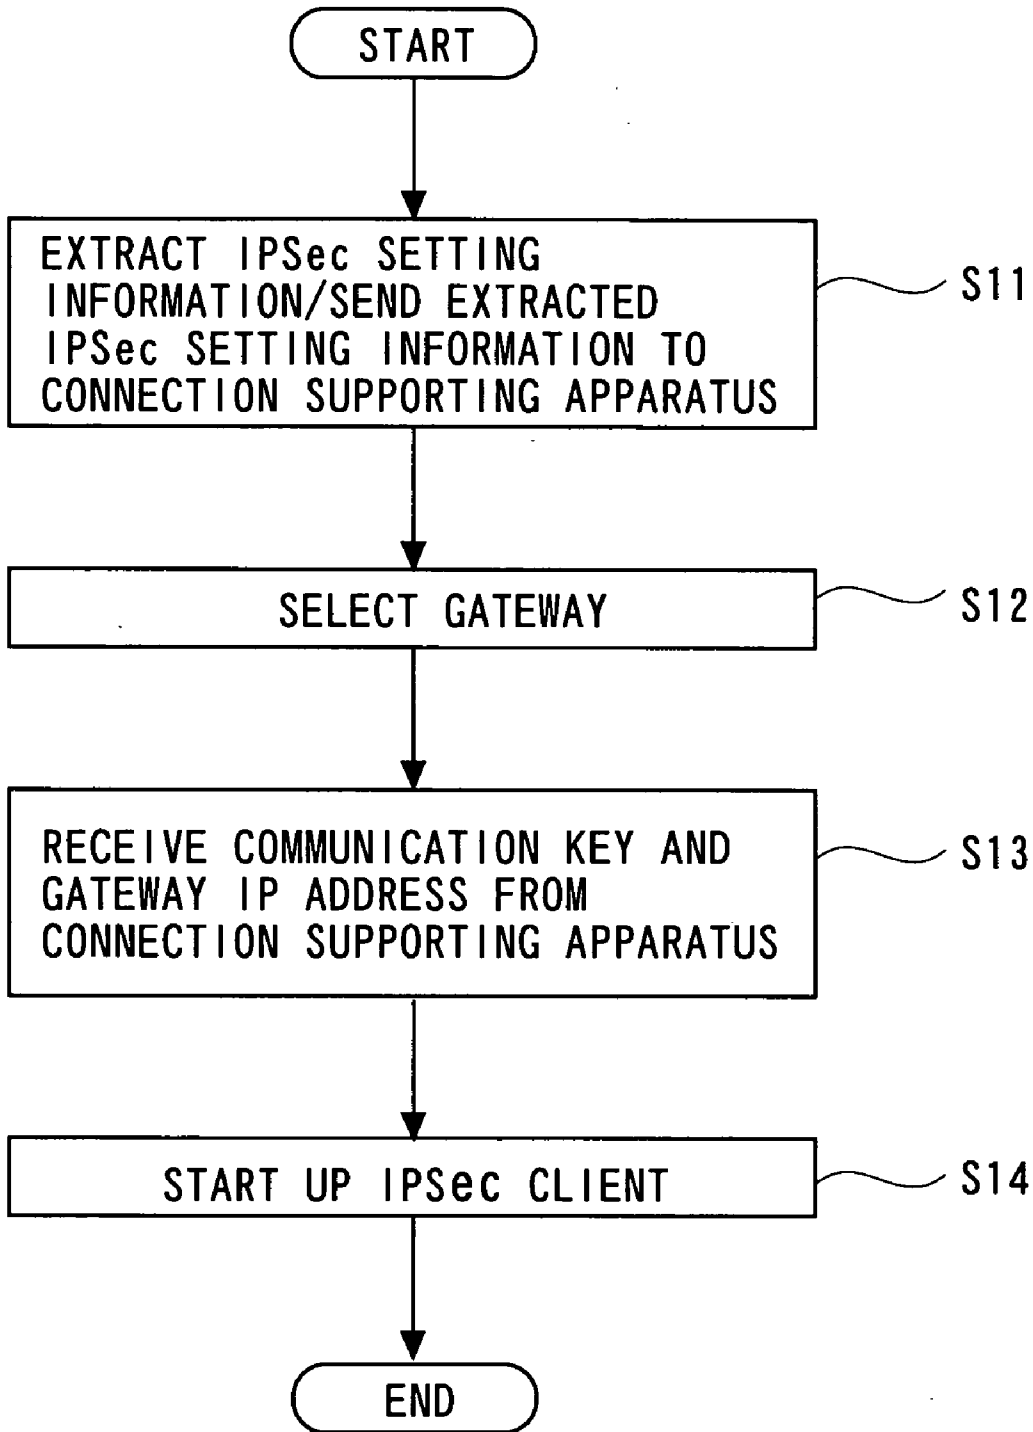 START
EXTRACT IPSec SETTING
INFORMATION/SEND EXTRACTED
IPSec SETTING INFORMATION TO
CONNECTION SUPPORTING APPARATUS
S11
SELECT GATEWAY
S12
RECEIVE COMMUNICATION KEY AND
GATEWAY IP ADDRESS FROM
CONNECTION SUPPORTING APPARATUS
S13
START UP IPSec CLIENT
S14
END